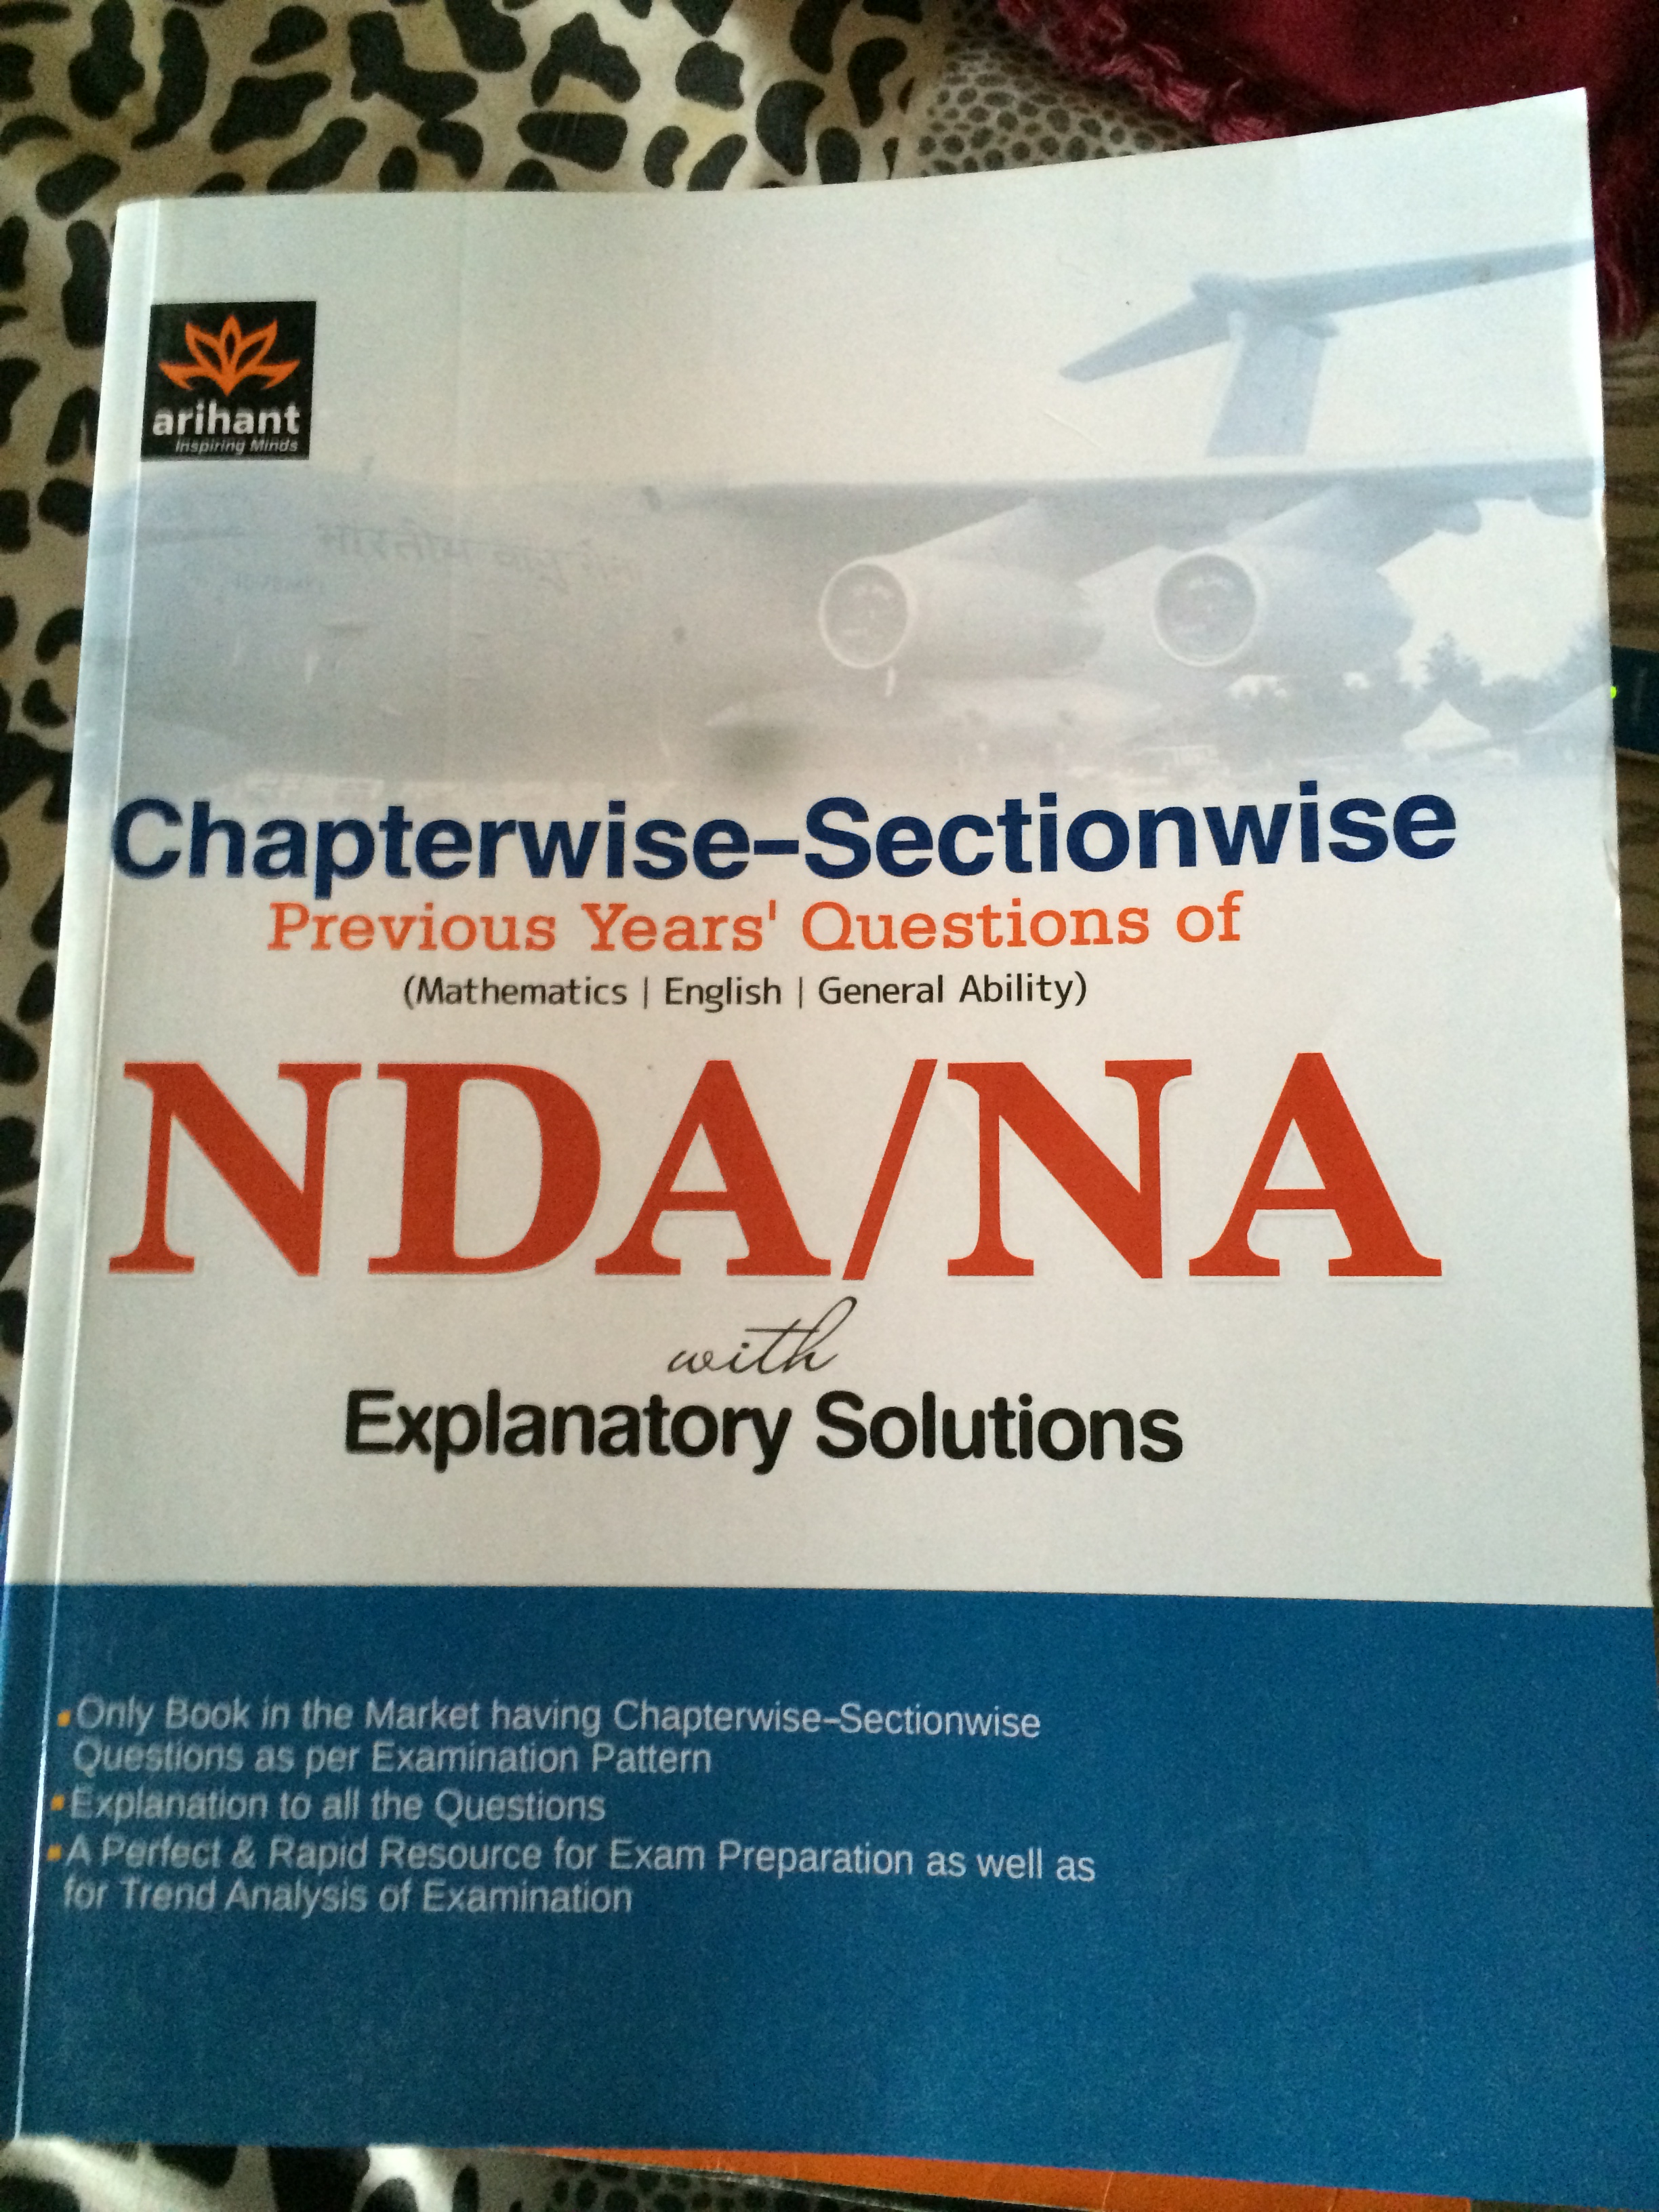 arihant
Inspiring Minds
Chapterwise–Sectionwise
Previous Years' Questions of
(Mathematics | English | General Ability)
NDA/NA
with
Explanatory Solutions
Only Book in the Market having Chapterwise–Sectionwise
Questions as per Examination Pattern
Explanation to all the Questions
A Perfect & Rapid Resource for Exam Preparation as well as
for Trend Analysis of Examination